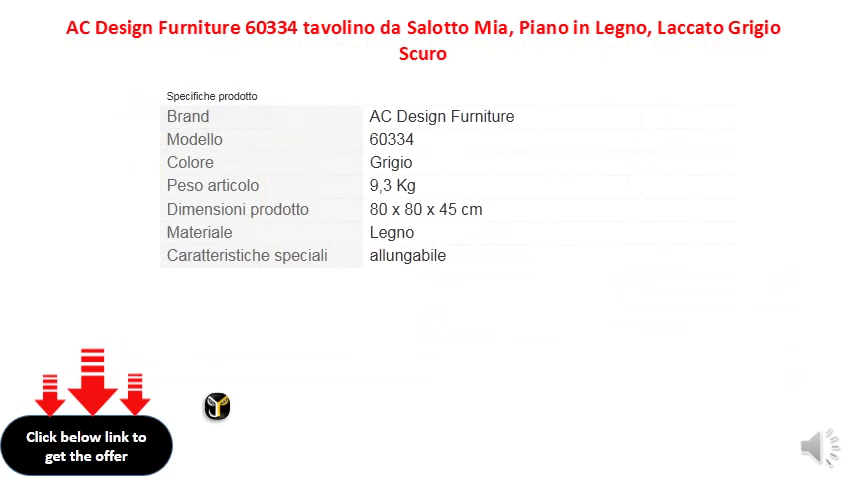 AC Design Furniture 60334 tavolino da Salotto Mia, Piano in Legno, Laccato Grigio
Scuro
Specifiche prodotto
Brand AC Design Furniture
Modello 60334
Colore Grigio
Peso articolo 9,3 Kg
Dimensioni prodotto 80 x 80 x 45 cm
Materiale Legno
Caratteristiche speciali allungabile
Click below link to
get the offer